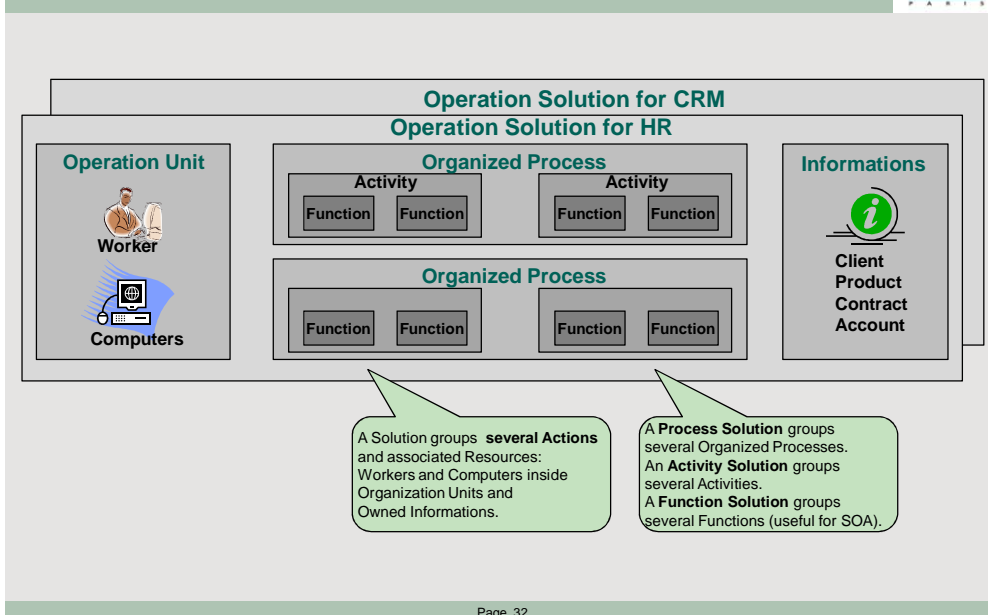 PARIS
Operation Solution for CRM
Operation Solution for HR
Operation Unit
Worker
Computers
Organized Process
Activity
Function Function
Activity
Function Function
Organized Process
Function Function
Function Function
Informations
Client
Product
Contract
Account
A Solution groups several Actions
and associated Resources:
Workers and Computers inside
Organization Units and
Owned Informations.
A Process Solution groups
several Organized Processes.
An Activity Solution groups
several Activities.
A Function Solution groups
several Functions (useful for SOA).
Page 32